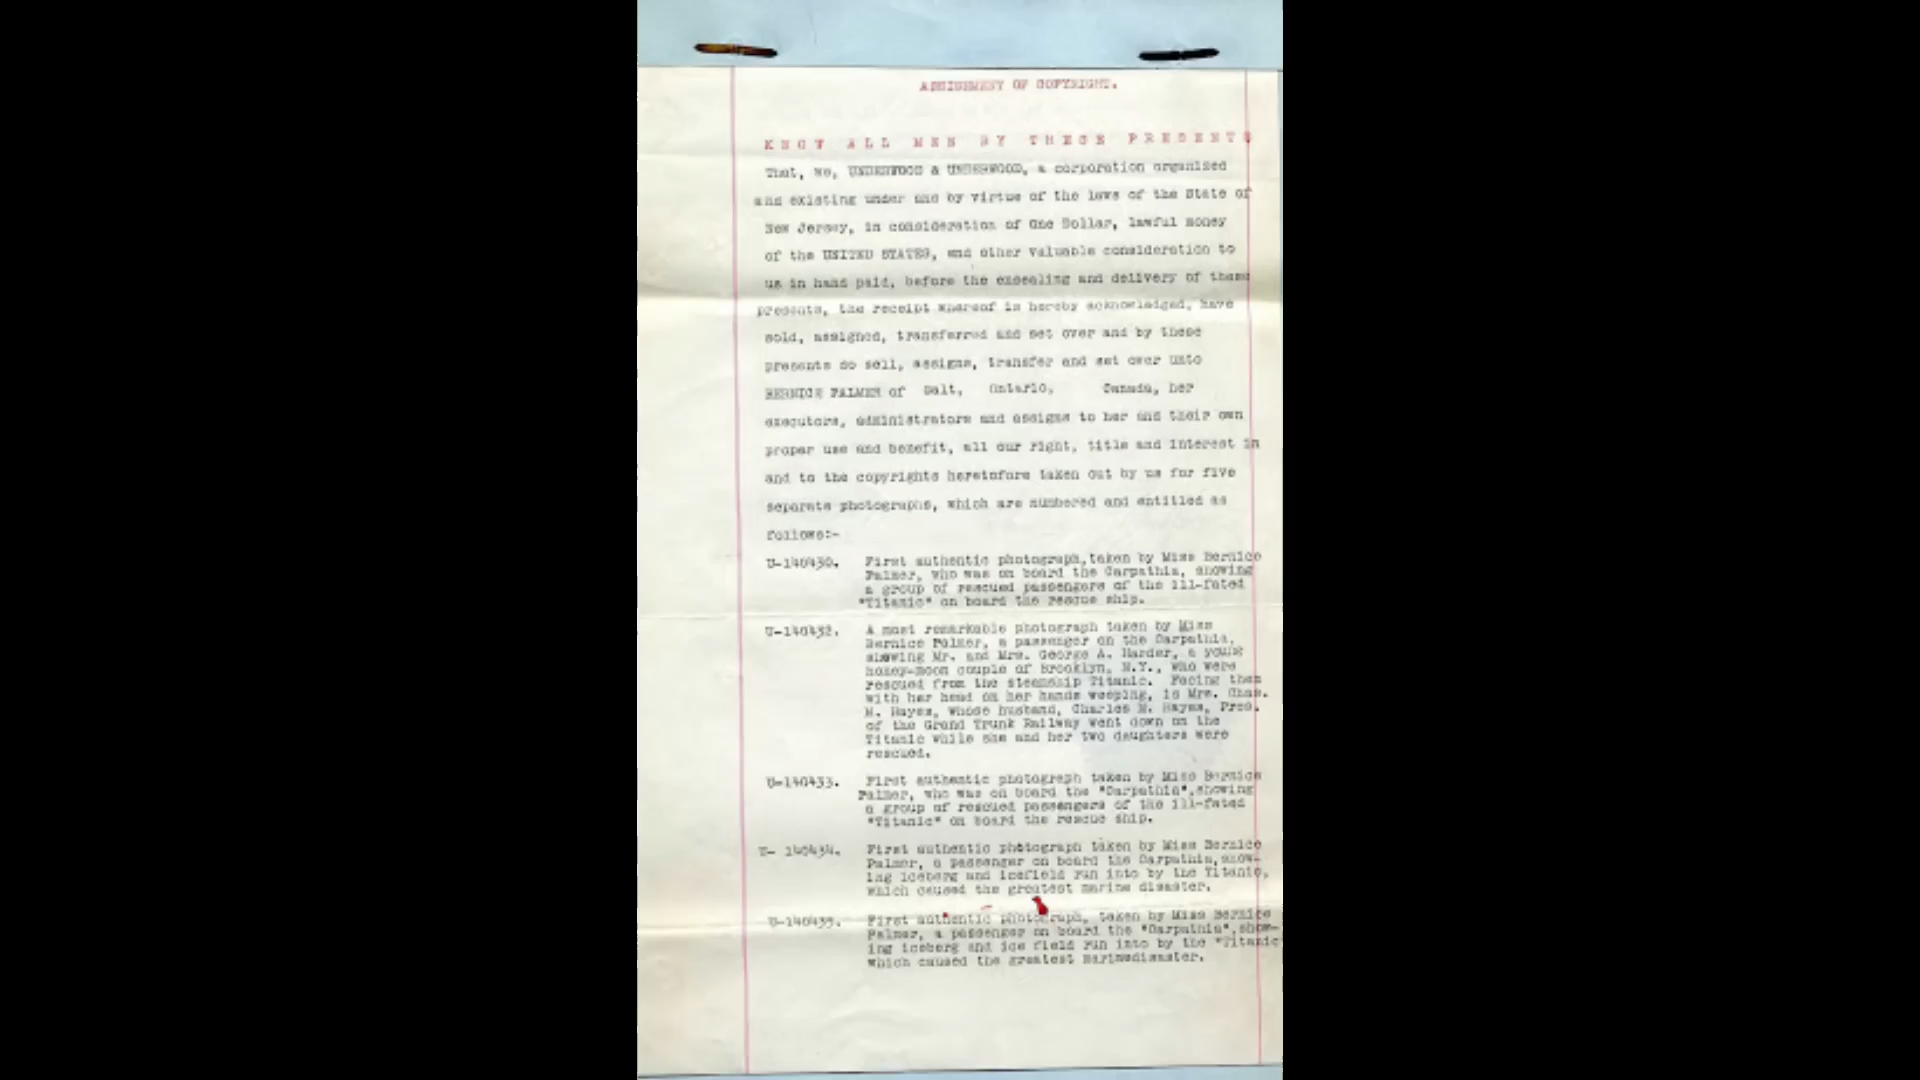 ASSIGNMENT OF COPYRIGHT.
KNOW ALL MEN BY THESE PRESENTS
That, We, UNDERWOOD & UNDERWOOD, a corporation organized
and existing under and by virtue of the laws of the State of
New Jersey, in consideration of One Dollar, lawful money
of the UNITED STATES, and other valuable consideration to
us in hand paid, before the ensealing and delivery of these
presents, the receipt whereof is hereby acknowledged, have
sold, assigned, transferred and set over and by these
presents do sell, assigns, transfer and set over unto
BERNICE PALMER of Galt, Ontario, Canada, her
executors, administrators and assigns to her and their own
proper use and benefit, all our right, title and interest in
and to the copyrights heretofore taken out by us for five
separate photographs, which are numbered and entitled as
follows:-
U-140430. First authentic photograph, taken by Miss Bernice
Palmer, who was on board the Carpathia, showing
a group of rescued passengers of the ill-fated
"Titanic" on board the rescue ship.
U-140432. A most remarkable photograph taken by Miss
Bernice Palmer, a passenger on the Carpathia,
showing Mr. and Mrs. George A. Harder, a young
honey-moon couple of Brooklyn, N.Y., who were
rescued from the steamship Titanic. Facing them
with her head on her hands weeping, is Mrs. Chas.
M. Hayes, whose husband, Charles M. Hayes, Pres.
of the Grand Trunk Railway went down on the
Titanic while she and her two daughters were
rescued.
U-140433. First authentic photograph taken by Miss Bernice
Palmer, who was on board the "Carpathia", showing
a group of rescued passengers of the ill-fated
"Titanic" on board the rescue ship.
U- 140434. First authentic photograph taken by Miss Bernice
Palmer, a passenger on board the Carpathia, show-
ing iceberg and icefield run into by the Titanic,
which caused the greatest marine disaster.
U-140435. First authentic photograph, taken by Miss Bernice
Palmer, a passenger on board the "Carpathia", show-
ing iceberg and ice field run into by the "Titanic
which caused the greatest marinedisaster.